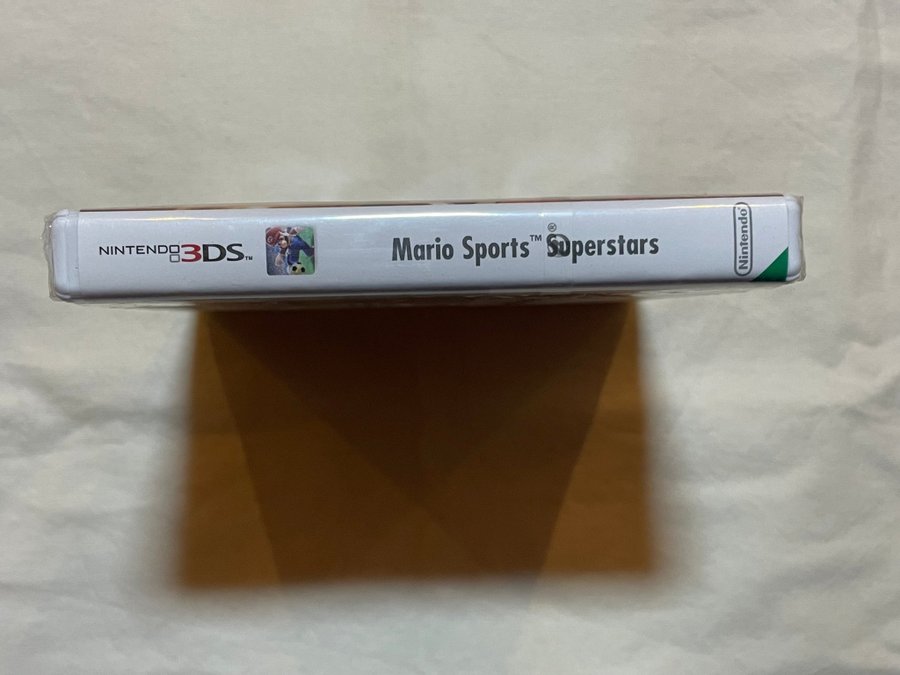 NINTENDO 3DS™
Mario Sports™ Superstars
®
Nintendo®